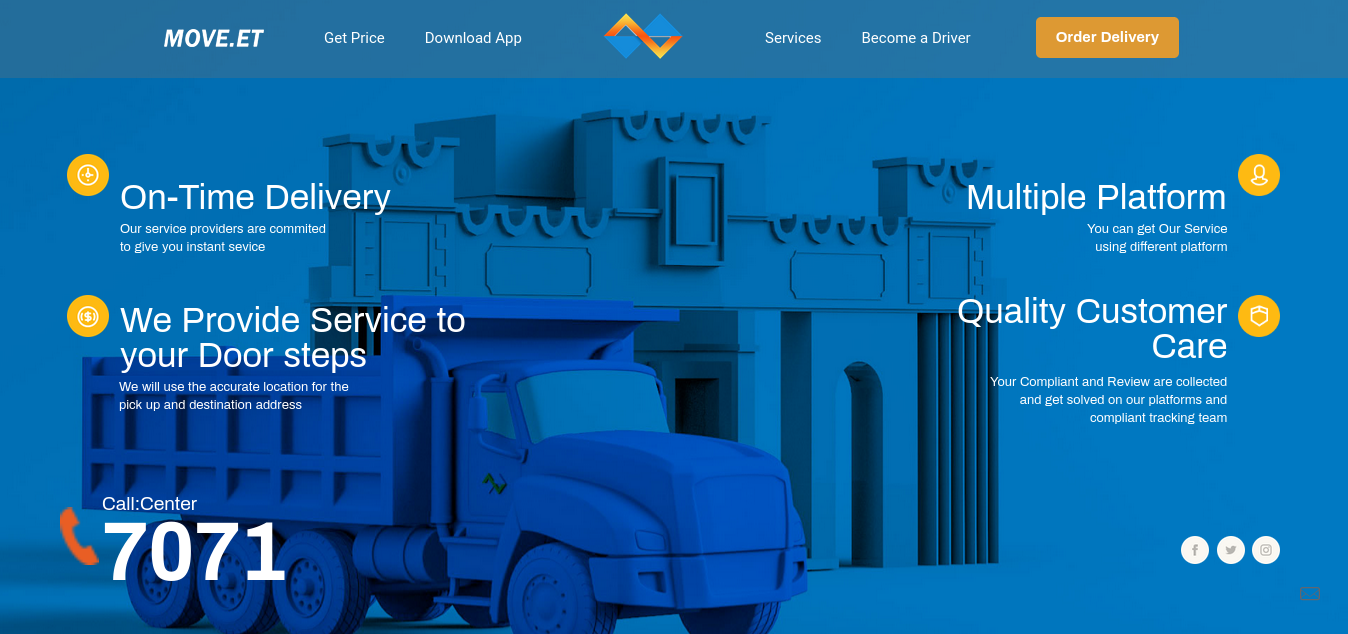 MOVE.ET
Get Price
Download App
Services
Become a Driver
Order Delivery
On-Time Delivery
Our service providers are commited
to give you instant sevice
We Provide Service to
your Door steps
We will use the accurate location for the
pick up and destination address
Call:Center
7071
Multiple Platform
You can get Our Service
using different platform
Quality Customer
Care
Your Compliant and Review are collected
and get solved on our platforms and
compliant tracking team